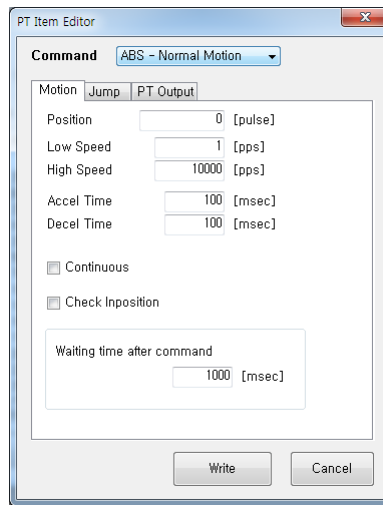 PT Item Editor
Command ABS - Normal Motion
Motion Jump PT Output
Position 0 [pulse]
Low Speed 1 [pps]
High Speed 10000 [pps]
Accel Time 100 [msec]
Decel Time 100 [msec]
Continuous
Check Inposition
Waiting time after command
1000 [msec]
Write Cancel